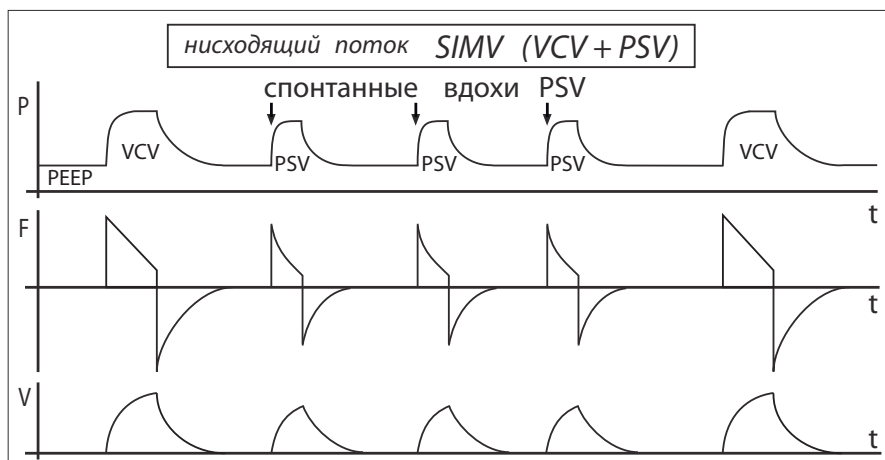 нисходящий поток SIMV (VCV + PSV)
спонтанные вдохи PSV
P
VCV PSV PSV PSV VCV
PEEP
t
F
t
V
t